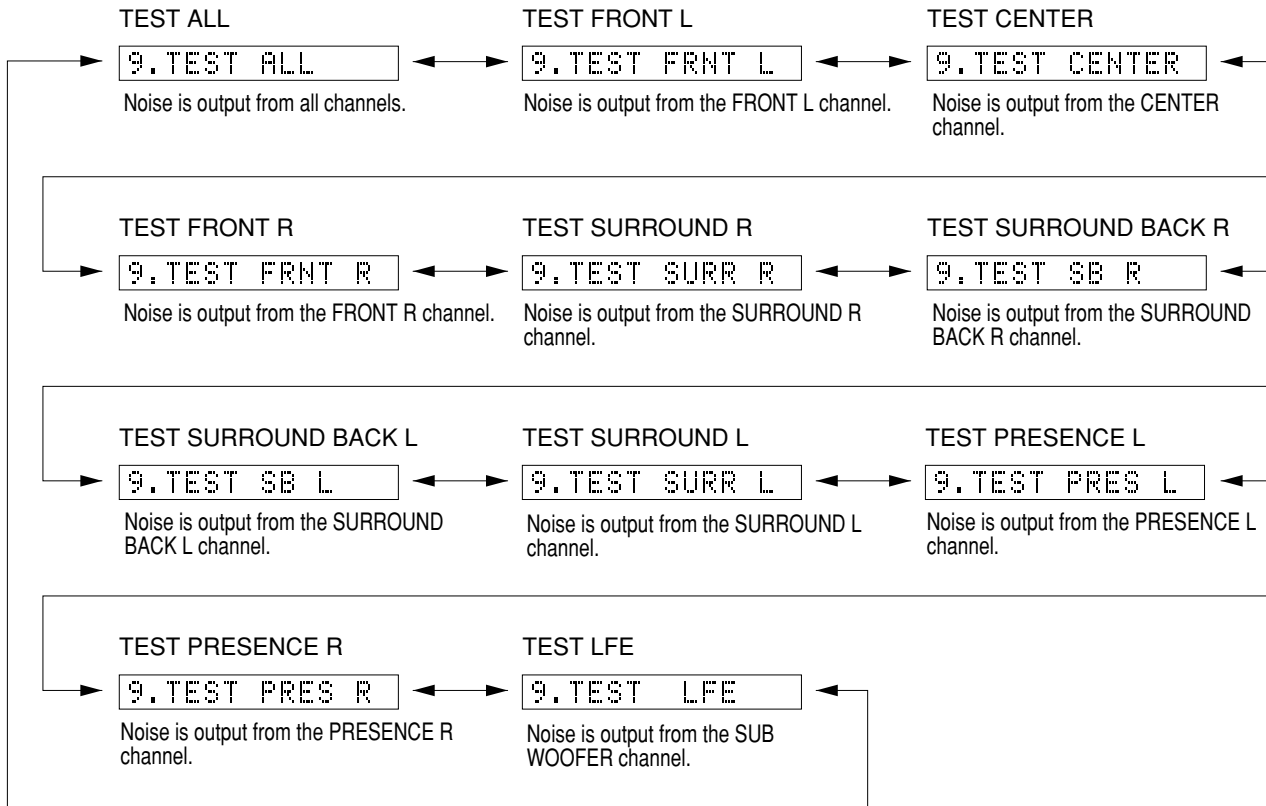 TEST ALL
9.TEST ALL
Noise is output from all channels.
TEST FRONT L
9.TEST FRNT L
Noise is output from the FRONT L channel.
TEST CENTER
9.TEST CENTER
Noise is output from the CENTER
channel.
TEST FRONT R
9.TEST FRNT R
Noise is output from the FRONT R channel.
TEST SURROUND R
9.TEST SURR R
Noise is output from the SURROUND R
channel.
TEST SURROUND BACK R
9.TEST SB R
Noise is output from the SURROUND
BACK R channel.
TEST SURROUND BACK L
9.TEST SB L
Noise is output from the SURROUND
BACK L channel.
TEST SURROUND L
9.TEST SURR L
Noise is output from the SURROUND L
channel.
TEST PRESENCE L
9.TEST PRES L
Noise is output from the PRESENCE L
channel.
TEST PRESENCE R
9.TEST PRES R
Noise is output from the PRESENCE R
channel.
TEST LFE
9.TEST LFE
Noise is output from the SUB
WOOFER channel.